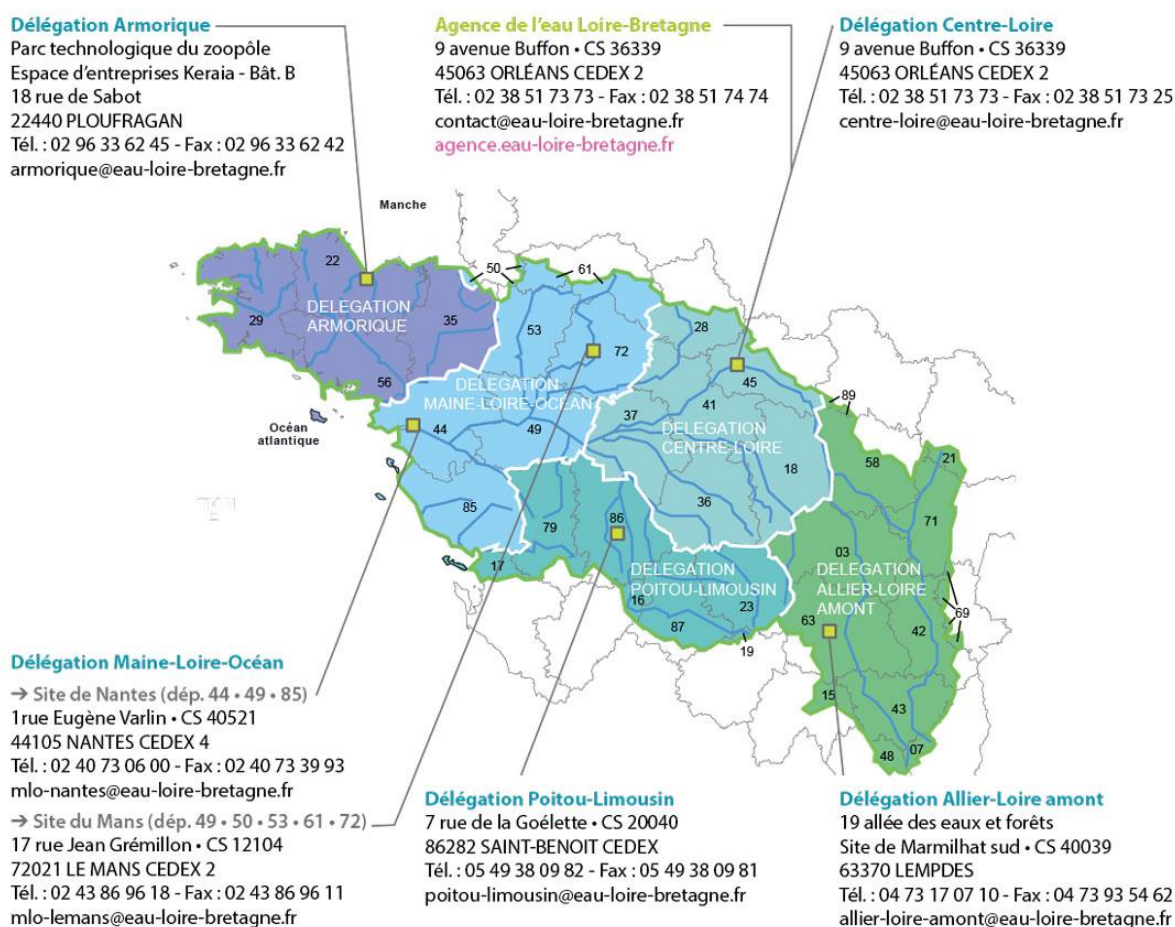 Délégation Armorique
Parc technologique du zoopôle
Espace d'entreprises Keraia - Bât. B
18 rue de Sabot
22440 PLOUFRAGAN
Tél. : 02 96 33 62 45 - Fax : 02 96 33 62 42
armorique@eau-loire-bretagne.fr
Agence de l'eau Loire-Bretagne
9 avenue Buffon • CS 36339
45063 ORLÉANS CEDEX 2
Tél. : 02 38 51 73 73 - Fax : 02 38 51 74 74
contact@eau-loire-bretagne.fr
agence.eau-loire-bretagne.fr
Délégation Centre-Loire
9 avenue Buffon • CS 36339
45063 ORLÉANS CEDEX 2
Tél. : 02 38 51 73 73 - Fax : 02 38 51 73 25
centre-loire@eau-loire-bretagne.fr
Manche
50
61
22
29
DELEGATION
ARMORIQUE
35
56
53
72
28
45
DELEGATION
MAINE-LOIRE-OCÉAN
41
89
Océan
atlantique
44
49
37
DELEGATION
CENTRE-LOIRE
18
58
21
85
36
79
86
71
17
03
DELEGATION
POITOU-LIMOUSIN
DELEGATION
ALLIER-LOIRE
AMONT
16
23
87
19
63
42
69
15
43
48
07
Délégation Maine-Loire-Océan
→ Site de Nantes (dép. 44 • 49 • 85)
1rue Eugène Varlin • CS 40521
44105 NANTES CEDEX 4
Tél. : 02 40 73 06 00 - Fax : 02 40 73 39 93
mlo-nantes@eau-loire-bretagne.fr
→ Site du Mans (dép. 49 • 50 • 53 • 61 • 72)
17 rue Jean Grémillon • CS 12104
72021 LE MANS CEDEX 2
Tél. : 02 43 86 96 18 - Fax : 02 43 86 96 11
mlo-lemans@eau-loire-bretagne.fr
Délégation Poitou-Limousin
7 rue de la Goélette • CS 20040
86282 SAINT-BENOIT CEDEX
Tél. : 05 49 38 09 82 - Fax : 05 49 38 09 81
poitou-limousin@eau-loire-bretagne.fr
Délégation Allier-Loire amont
19 allée des eaux et forêts
Site de Marmilhat sud • CS 40039
63370 LEMPDES
Tél. : 04 73 17 07 10 - Fax : 04 73 93 54 62
allier-loire-amont@eau-loire-bretagne.fr